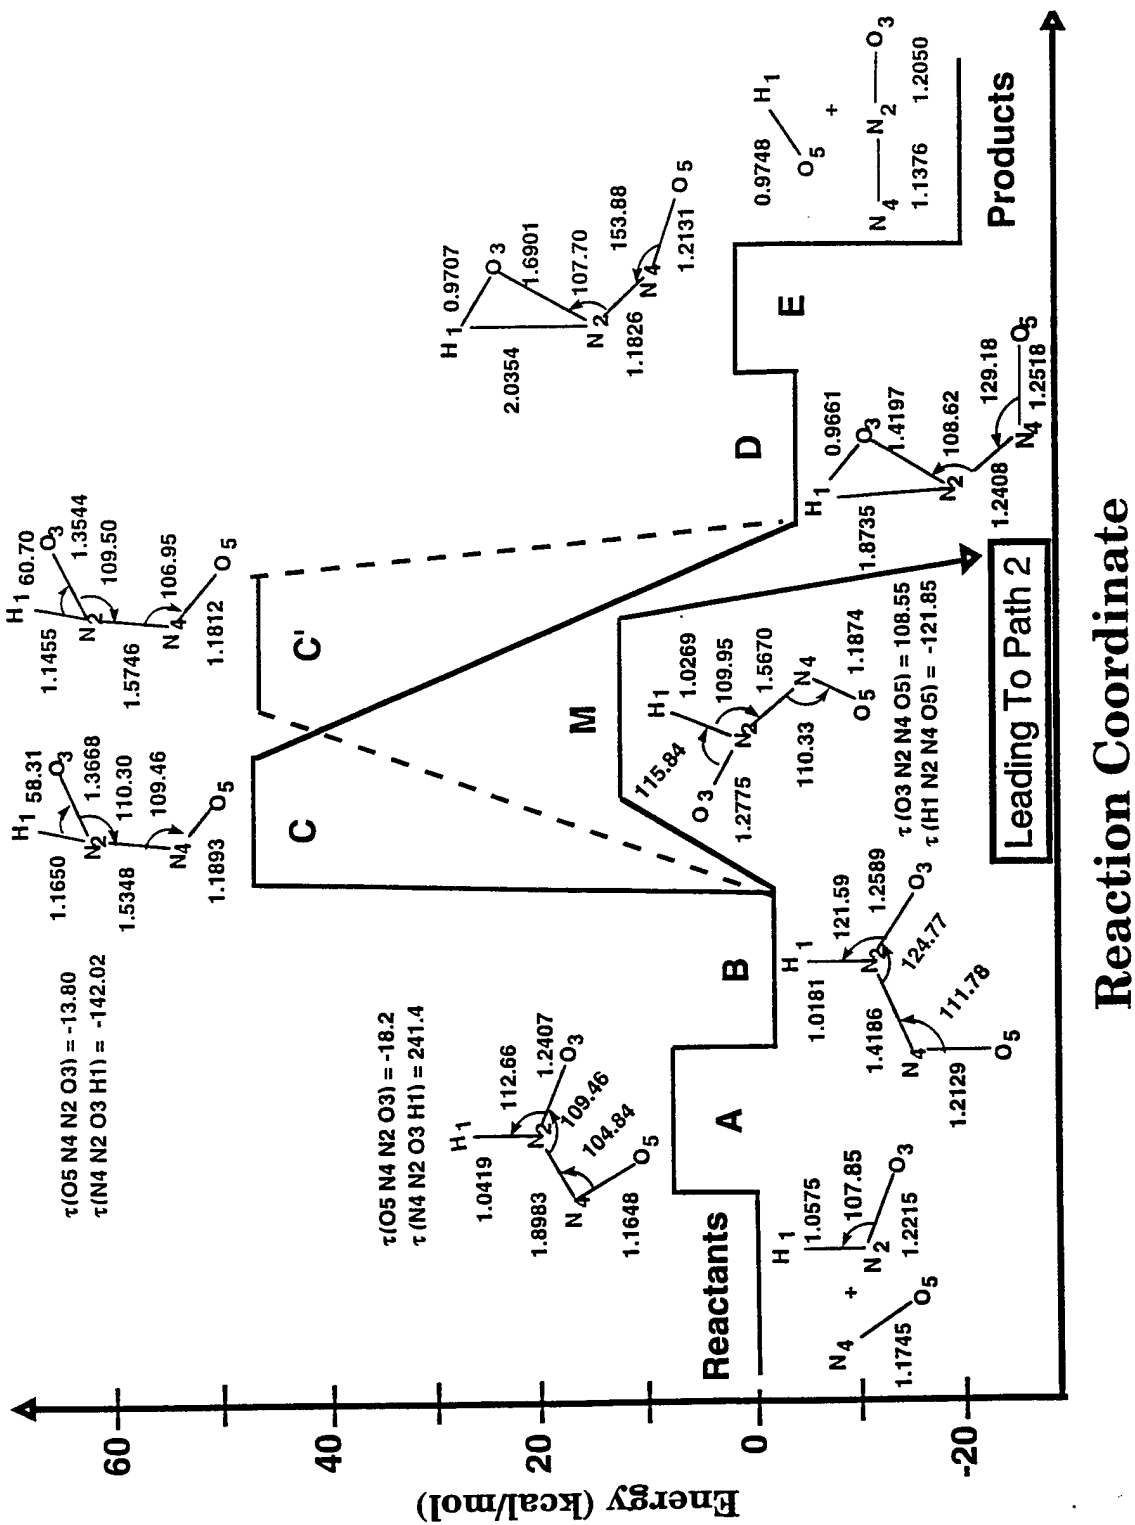 Energy (kcal/mol)
60
40
20
0
-20
Reaction Coordinate
τ(O5 N4 N2 O3) = -13.80
τ(N4 N2 O3 H1) = -142.02
H1 58.31
O3
1.1650
N2
1.3668
110.30
1.5348
109.46
N4
1.1893
O5
H1 60.70
O3
1.1455
N2
1.3544
109.50
1.5746
106.95
N4
1.1812
O5
C
C'
τ(O5 N4 N2 O3) = -18.2
τ (N4 N2 O3 H1) = 241.4
H1
112.66
1.0419
1.2407
N2
O3
109.46
1.8983
104.84
N4
1.1648
O5
H1
0.9707
O3
1.6901
2.0354
107.70
N2
153.88
1.1826
N4
1.2131
O5
M
H1
1.0269
115.84
109.95
O3
N2
1.5670
1.2775
N4
110.33
1.1874
O5
τ (O3 N2 N4 O5) = 108.55
τ (H1 N2 N4 O5) = -121.85
Leading To Path 2
Reactants
A
B
D
E
Products
N4
+
O5
1.1745
H1
1.0575
107.85
N2
O3
1.2215
H1
121.59
1.0181
1.2589
N2
O3
124.77
1.4186
111.78
N4
1.2129
O5
H1
0.9661
O3
1.4197
1.8735
108.62
N2
129.18
1.2408
N4
1.2518
O5
H1
0.9748
O5
+
N4
N2
O3
1.1376
1.2050